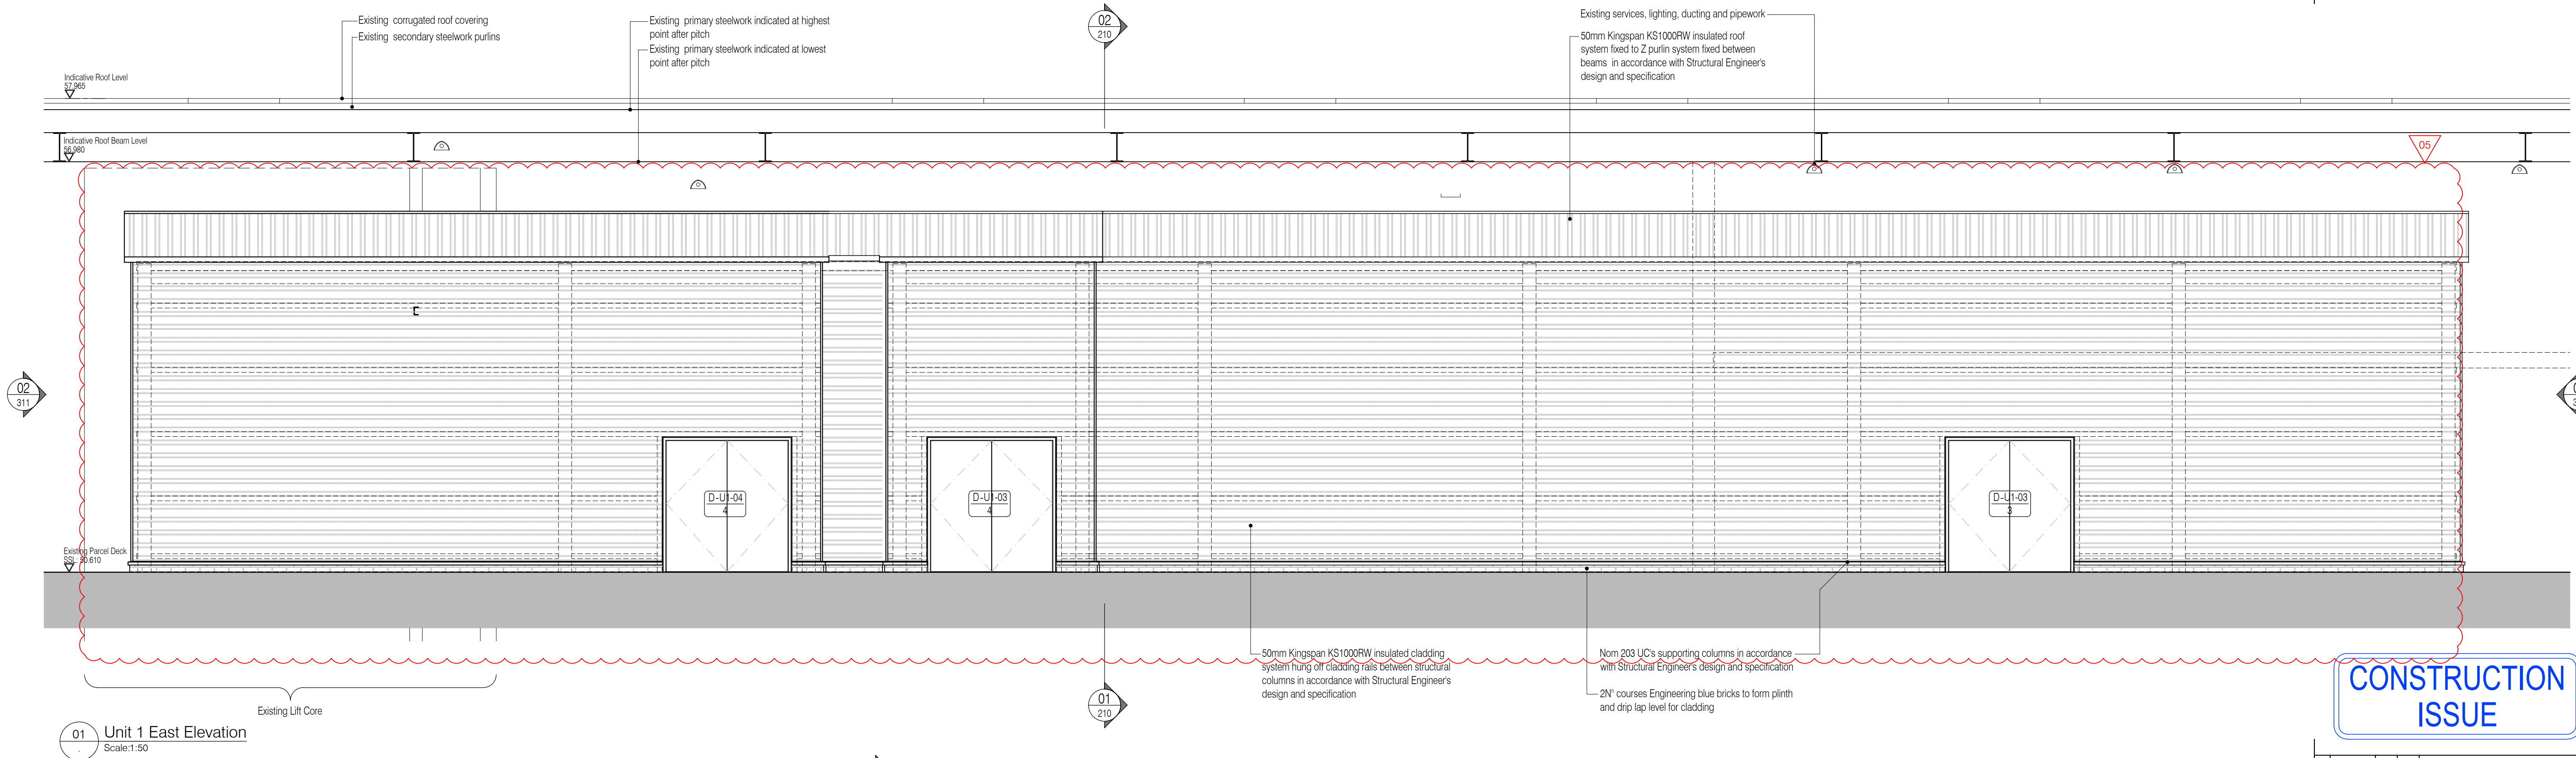 Existing corrugated roof covering
Existing secondary steelwork purlins
Existing primary steelwork indicated at highest
point after pitch
Existing primary steelwork indicated at lowest
point after pitch
02
210
Existing services, lighting, ducting and pipework
50mm Kingspan KS1000RW insulated roof
system fixed to Z purlin system fixed between
beams in accordance with Structural Engineer's
design and specification
Indicative Roof Level
57.965
Indicative Roof Beam Level
56.980
05
02
311
D-U1-04
4
D-U1-03
4
D-U1-03
3
Existing Parcel Deck
SSL: 50.610
50mm Kingspan KS1000RW insulated cladding
system hung off cladding rails between structural
columns in accordance with Structural Engineer's
design and specification
Nom 203 UC's supporting columns in accordance
with Structural Engineer's design and specification
2N° courses Engineering blue bricks to form plinth
and drip lap level for cladding
Existing Lift Core
01
210
01
Unit 1 East Elevation
Scale:1:50
CONSTRUCTION
ISSUE